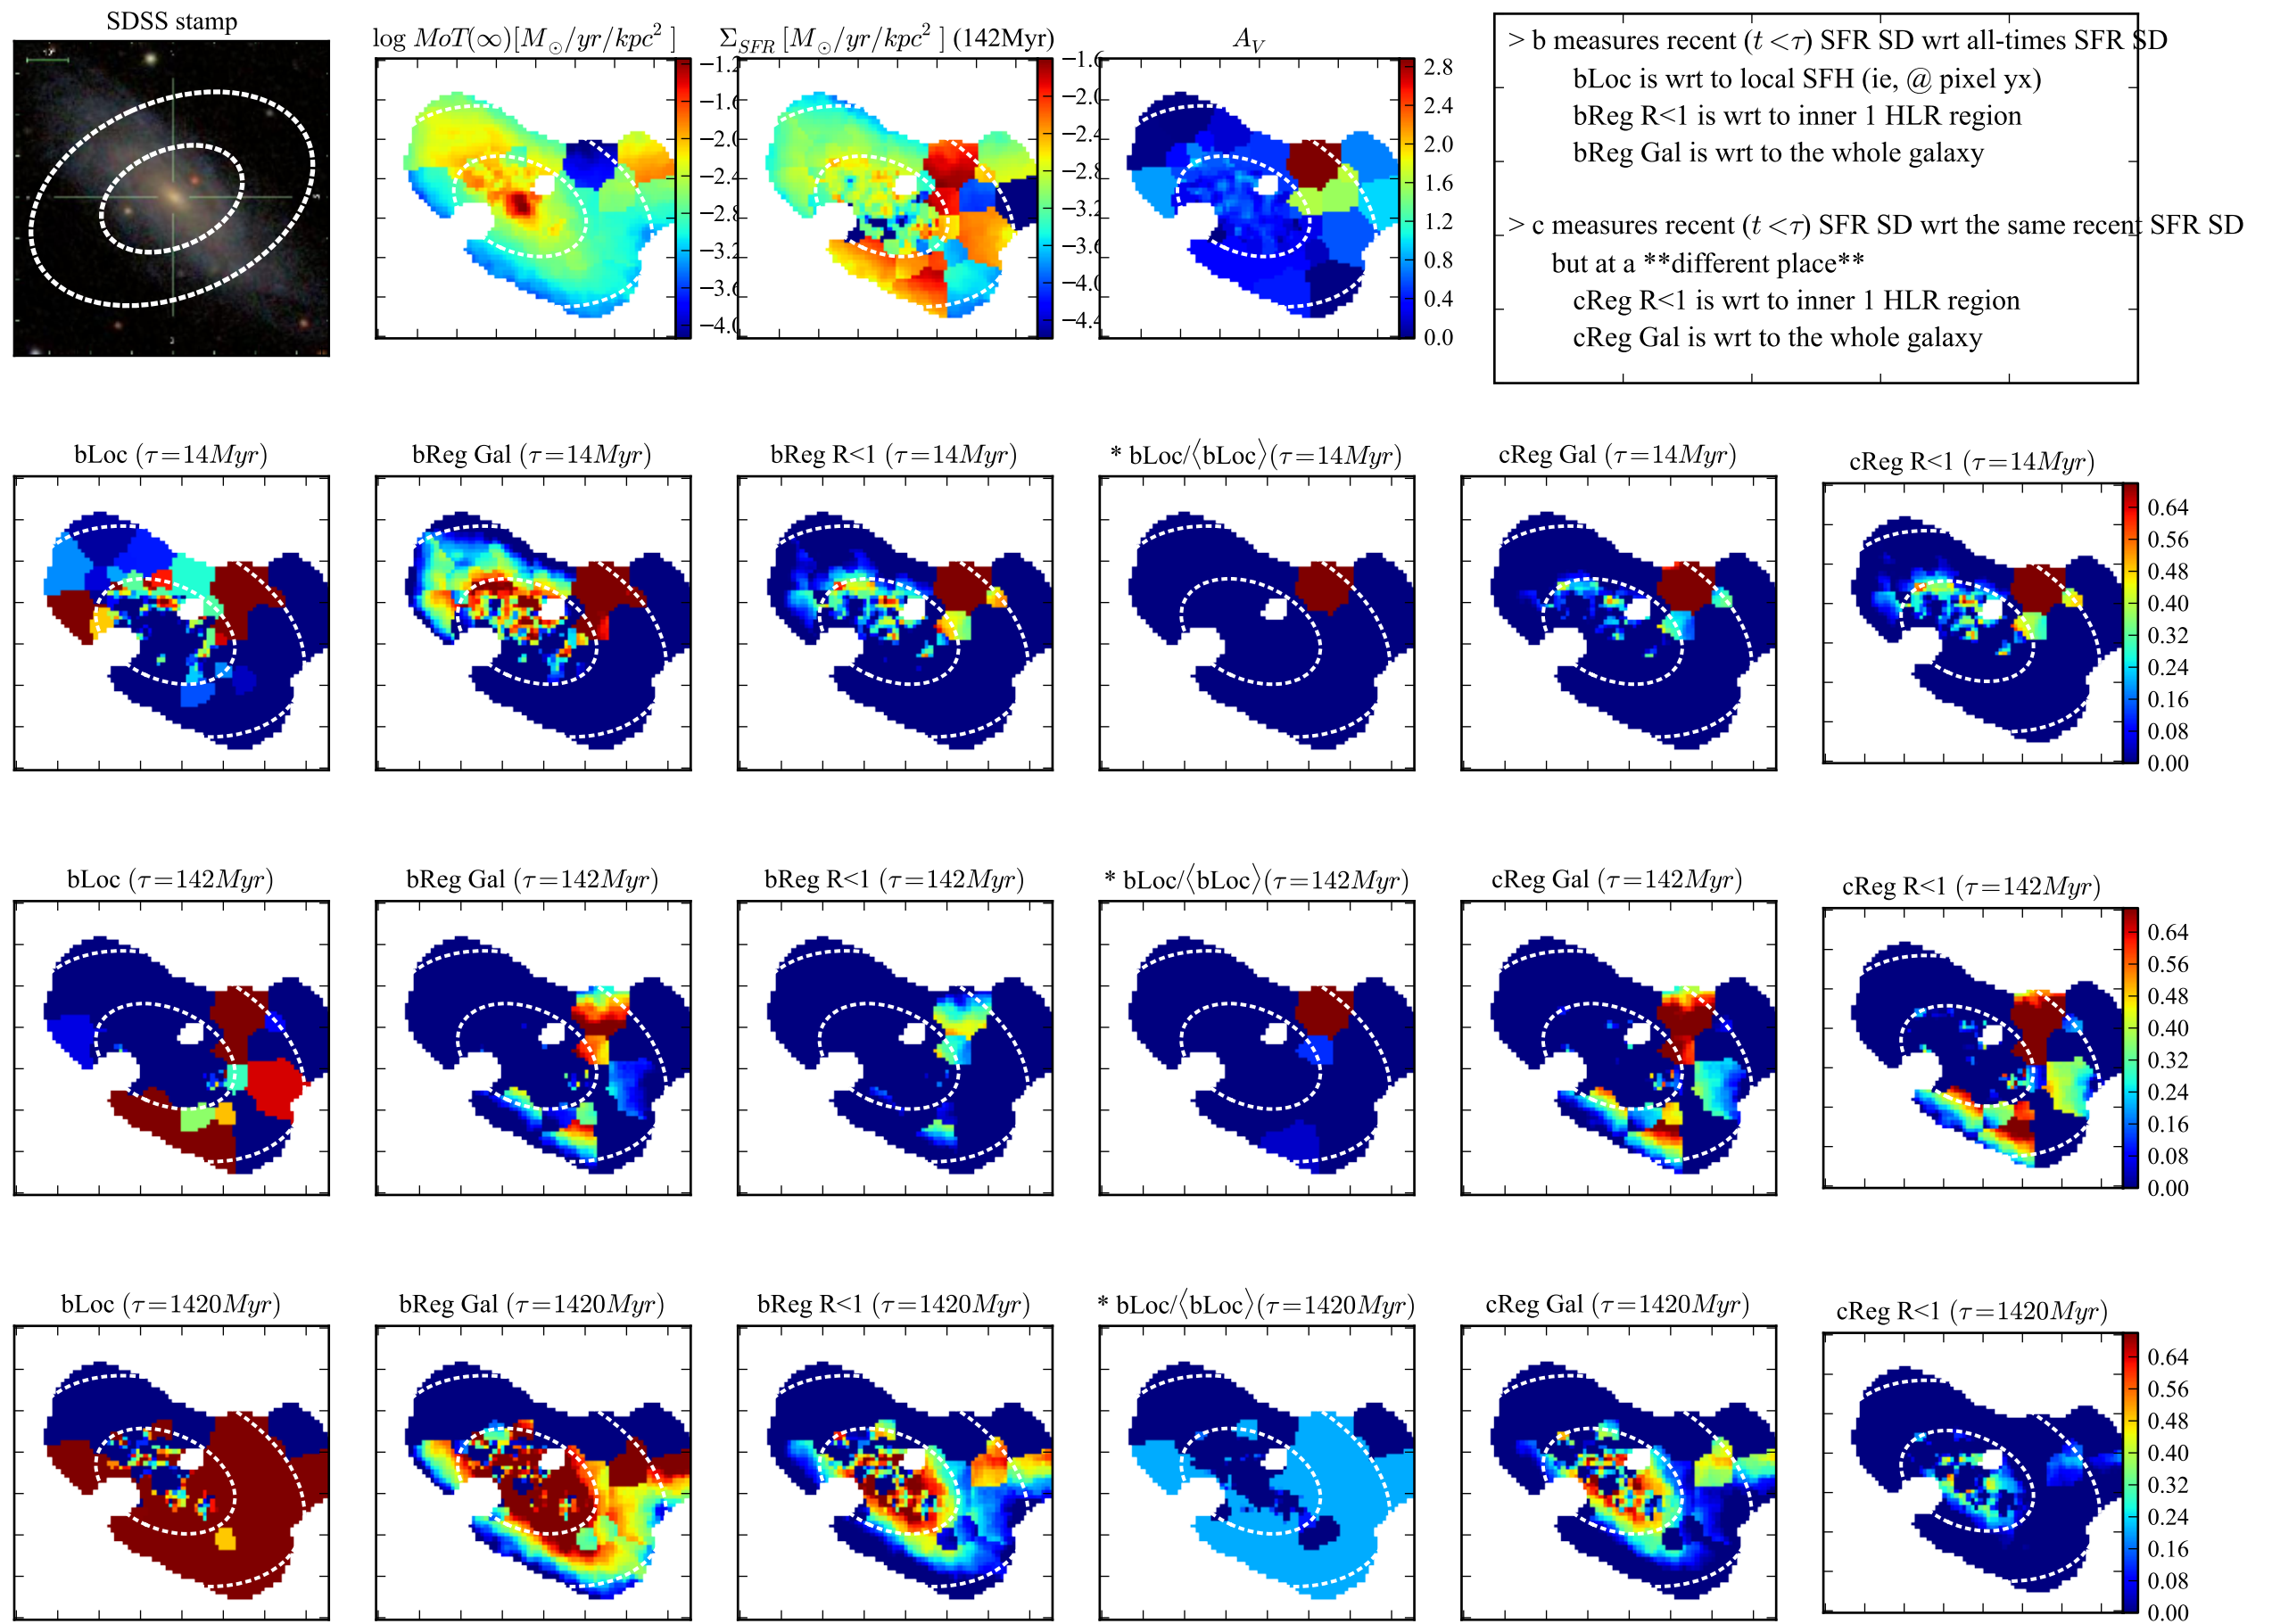 SDSS stamp
log MoT(∞)[M⊙/yr/kpc² ]
Σ_SFR [M⊙/yr/kpc² ] (142Myr)
A_V
−1.2
−1.6
−2.0
−2.4
−2.8
−3.2
−3.6
−4.0
−1.6
−2.0
−2.4
−2.8
−3.2
−3.6
−4.0
−4.4
2.8
2.4
2.0
1.6
1.2
0.8
0.4
0.0
> b measures recent (t <τ) SFR SD wrt all-times SFR SD
bLoc is wrt to local SFH (ie, @ pixel yx)
bReg R<1 is wrt to inner 1 HLR region
bReg Gal is wrt to the whole galaxy
> c measures recent (t <τ) SFR SD wrt the same recent SFR SD
but at a **different place**
cReg R<1 is wrt to inner 1 HLR region
cReg Gal is wrt to the whole galaxy
bLoc (τ=14Myr)
bReg Gal (τ=14Myr)
bReg R<1 (τ=14Myr)
* bLoc/⟨bLoc⟩(τ=14Myr)
cReg Gal (τ=14Myr)
cReg R<1 (τ=14Myr)
0.64
0.56
0.48
0.40
0.32
0.24
0.16
0.08
0.00
bLoc (τ=142Myr)
bReg Gal (τ=142Myr)
bReg R<1 (τ=142Myr)
* bLoc/⟨bLoc⟩(τ=142Myr)
cReg Gal (τ=142Myr)
cReg R<1 (τ=142Myr)
0.64
0.56
0.48
0.40
0.32
0.24
0.16
0.08
0.00
bLoc (τ=1420Myr)
bReg Gal (τ=1420Myr)
bReg R<1 (τ=1420Myr)
* bLoc/⟨bLoc⟩(τ=1420Myr)
cReg Gal (τ=1420Myr)
cReg R<1 (τ=1420Myr)
0.64
0.56
0.48
0.40
0.32
0.24
0.16
0.08
0.00